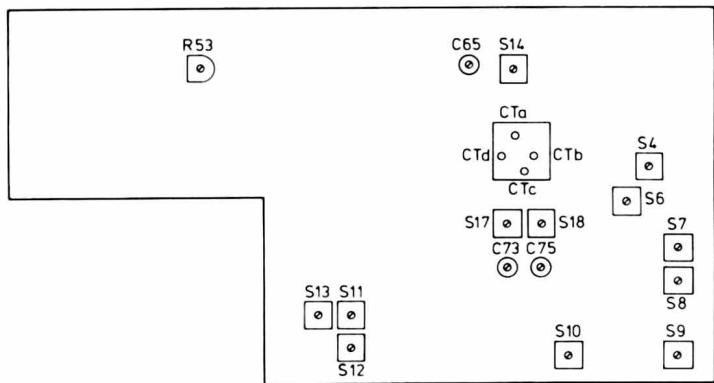 R53
C65 S14
CTa
CTd CTb
CTc
S4
S6
S17 S18
C73 C75
S7
S8
S13 S11
S12
S10 S9